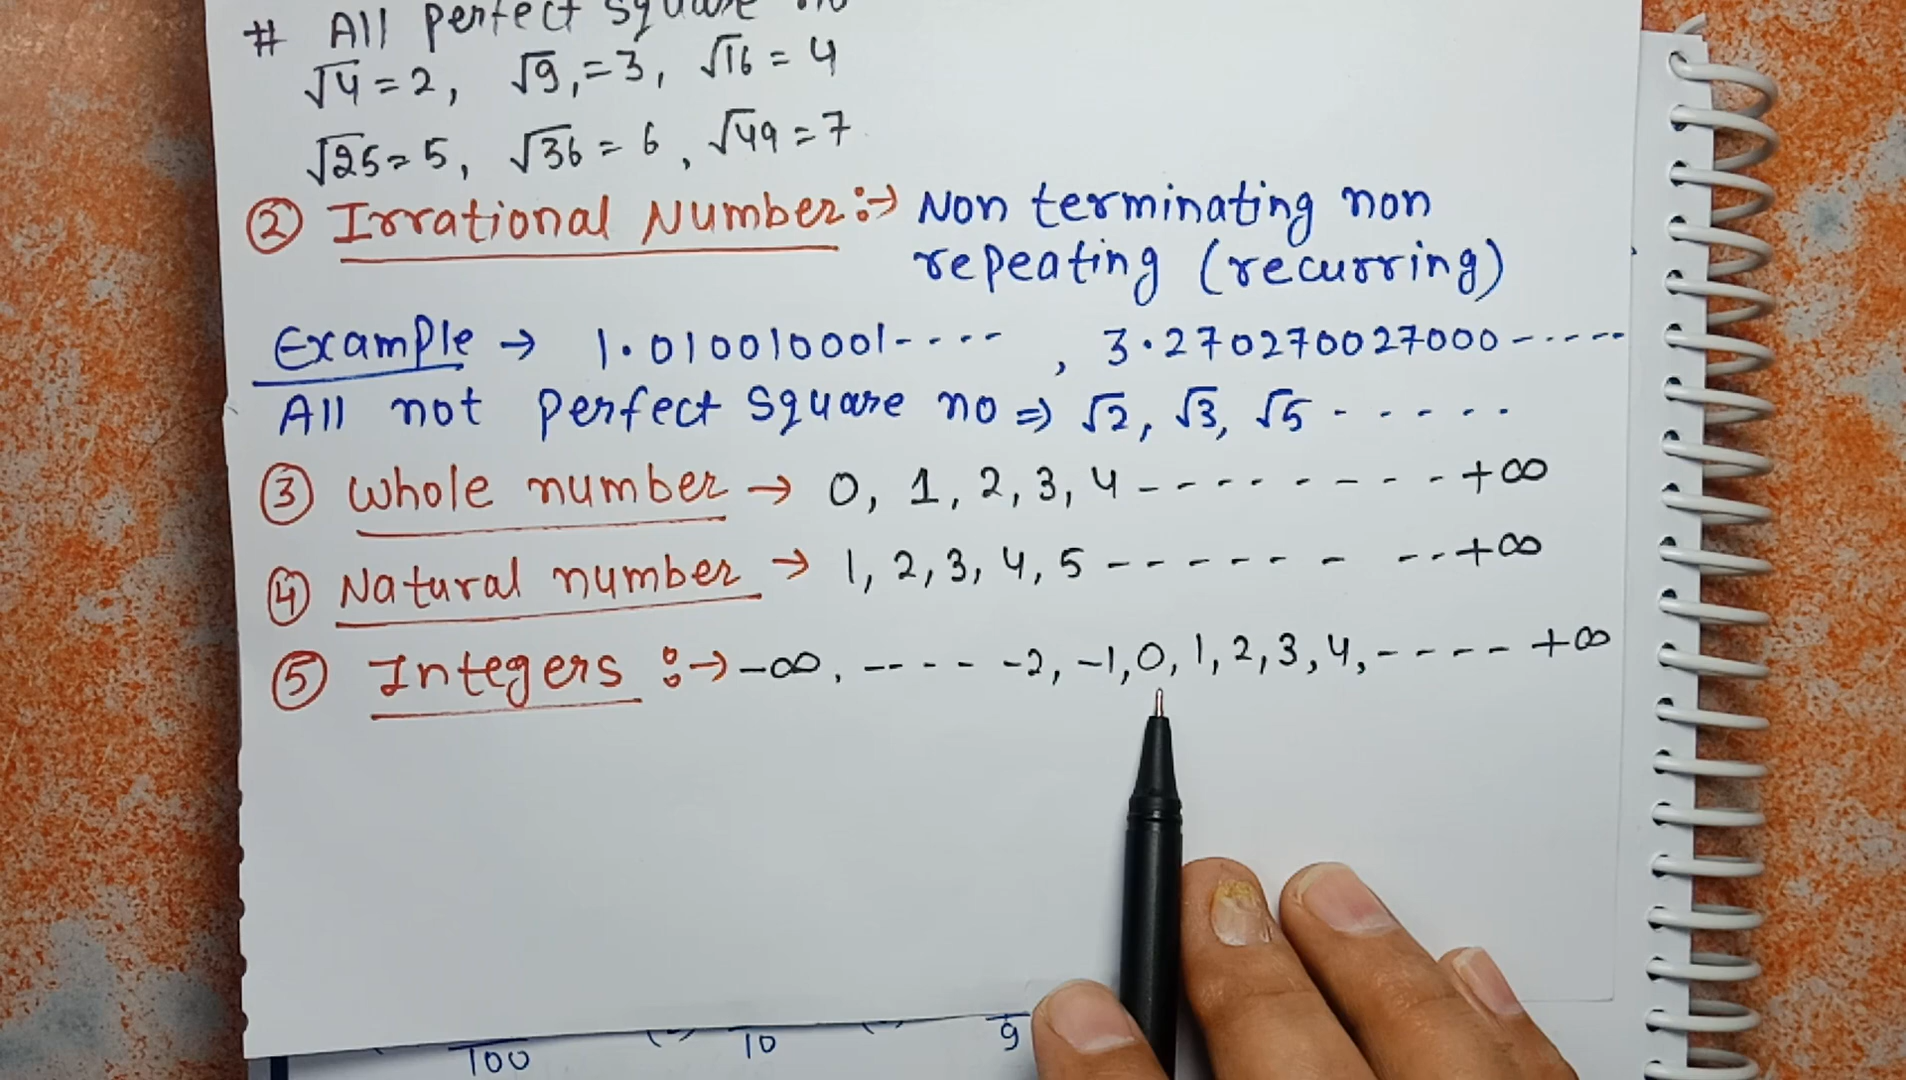 # All perfect square no
√4 = 2, √9, = 3, √16 = 4
√25 = 5, √36 = 6, √49 = 7
② Irrational Number :→ Non terminating non
repeating (recurring)
Example → 1.010010001---- , 3.270270027000-----
All not perfect square no ⇒ √2, √3, √5 - - - - -
③ Whole number → 0, 1, 2, 3, 4 - - - - - - - - - +∞
④ Natural number → 1, 2, 3, 4, 5 - - - - - - - - - +∞
⑤ Integers :→ -∞, ---- -2, -1, 0, 1, 2, 3, 4, ---- +∞
100 10 9